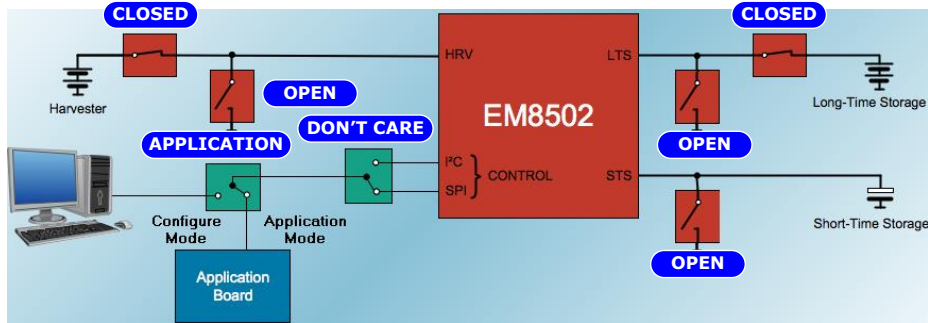 CLOSED
CLOSED
HRV
LTS
Harvester
OPEN
Long-Time Storage
EM8502
APPLICATION
DON'T CARE
OPEN
I²C
CONTROL
SPI
STS
Configure
Mode
Application
Mode
Short-Time Storage
OPEN
Application
Board